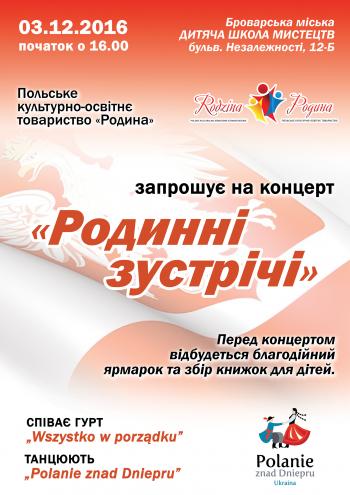 03.12.2016
початок о 16.00
Броварська міська
ДИТЯЧА ШКОЛА МИСТЕЦТВ
бульв. Незалежності, 12-Б
Польське
культурно-освітнє
товариство «Родина»
Rodzina Родина
запрошує на концерт
«Родинні
зустрічі»
Перед концертом
відбудеться благодійний
ярмарок та збір книжок для дітей.
СПІВАЄ ГУРТ
„Wszystko w porządku”
ТАНЦЮЮТЬ
„Polanie znad Dniepru”
Polanie
znad Dniepru
Ukraina